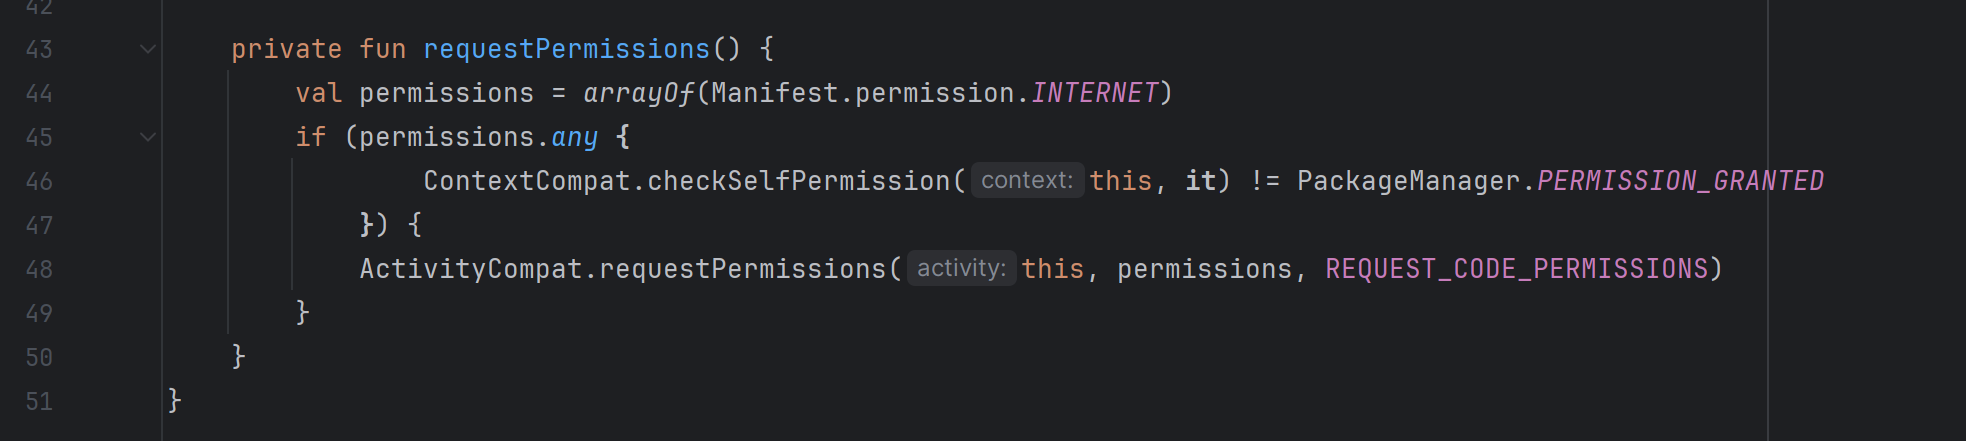 42
43 private fun requestPermissions() {
44 val permissions = arrayOf(Manifest.permission.INTERNET)
45 if (permissions.any {
46 ContextCompat.checkSelfPermission( context: this, it) != PackageManager.PERMISSION_GRANTED
47 }) {
48 ActivityCompat.requestPermissions( activity: this, permissions, REQUEST_CODE_PERMISSIONS)
49 }
50 }
51 }